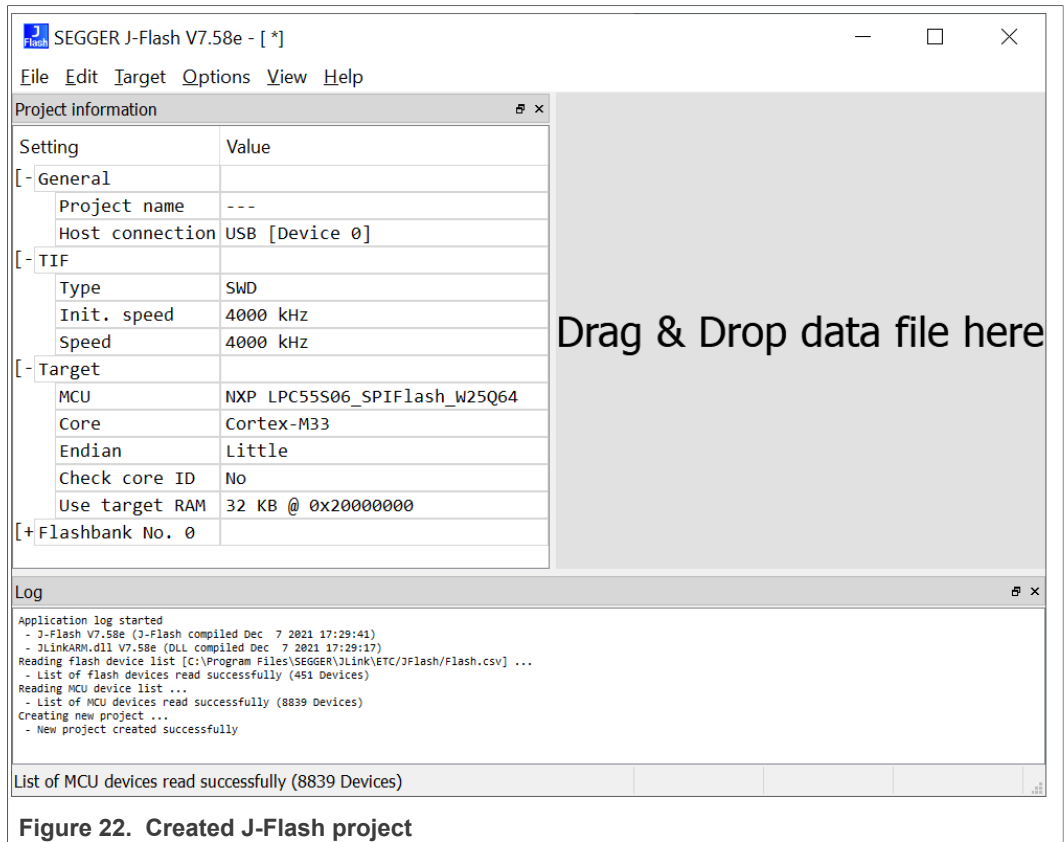 J Flash SEGGER J-Flash V7.58e - [ *]
File Edit Target Options View Help
Project information
Setting Value
[- General
Project name ---
Host connection USB [Device 0]
[- TIF
Type SWD
Init. speed 4000 kHz
Speed 4000 kHz
[- Target
MCU NXP LPC55S06_SPIFlash_W25Q64
Core Cortex-M33
Endian Little
Check core ID No
Use target RAM 32 KB @ 0x20000000
[+ Flashbank No. 0
Drag & Drop data file here
Log
Application log started
- J-Flash V7.58e (J-Flash compiled Dec  7 2021 17:29:41)
- JLinkARM.dll V7.58e (DLL compiled Dec  7 2021 17:29:17)
Reading flash device list [C:\Program Files\SEGGER\JLink\ETC/JFlash/Flash.csv] ...
- List of flash devices read successfully (451 Devices)
Reading MCU device list ...
- List of MCU devices read successfully (8839 Devices)
Creating new project ...
- New project created successfully
List of MCU devices read successfully (8839 Devices)
Figure 22. Created J-Flash project